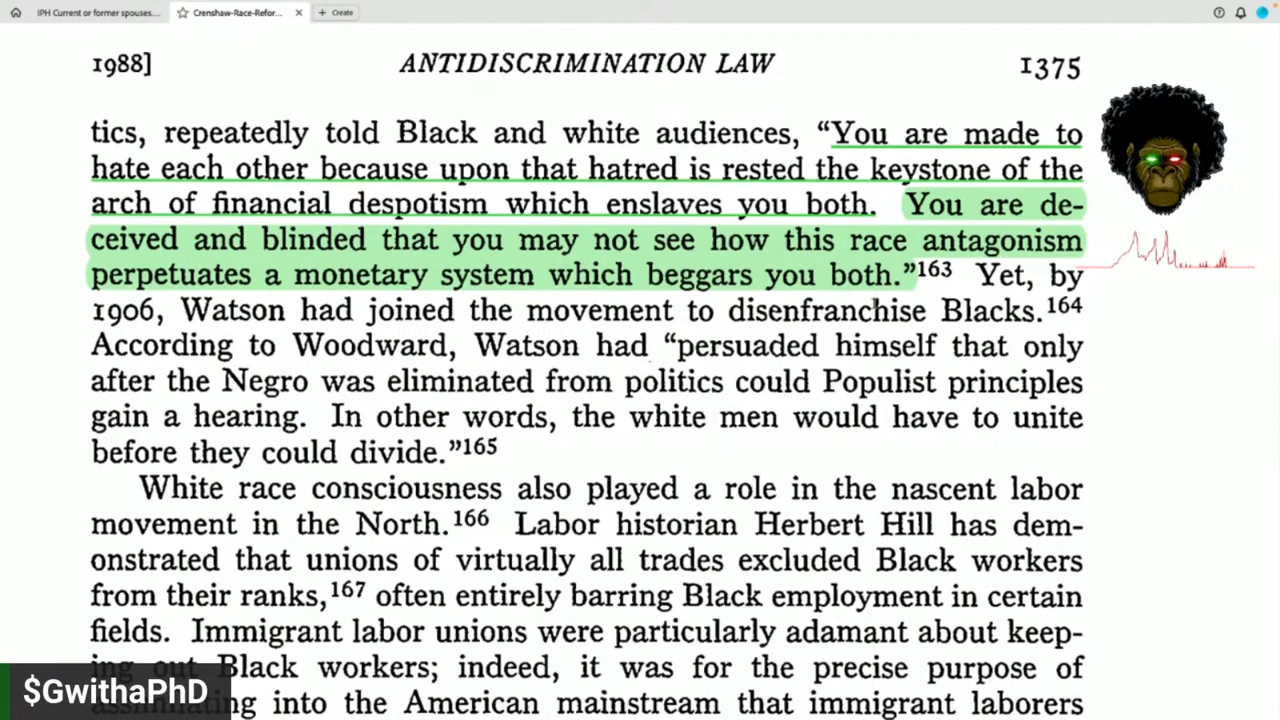 IPH Current or former spouses....
Crenshaw-Race-Refor...
Create
1988] ANTIDISCRIMINATION LAW 1375
tics, repeatedly told Black and white audiences, “You are made to
hate each other because upon that hatred is rested the keystone of the
arch of financial despotism which enslaves you both. You are de-
ceived and blinded that you may not see how this race antagonism
perpetuates a monetary system which beggars you both.”163 Yet, by
1906, Watson had joined the movement to disenfranchise Blacks.164
According to Woodward, Watson had “persuaded himself that only
after the Negro was eliminated from politics could Populist principles
gain a hearing. In other words, the white men would have to unite
before they could divide.”165
White race consciousness also played a role in the nascent labor
movement in the North.166 Labor historian Herbert Hill has dem-
onstrated that unions of virtually all trades excluded Black workers
from their ranks,167 often entirely barring Black employment in certain
fields. Immigrant labor unions were particularly adamant about keep-
ing out Black workers; indeed, it was for the precise purpose of
assimilating into the American mainstream that immigrant laborers
$GwithaPhD